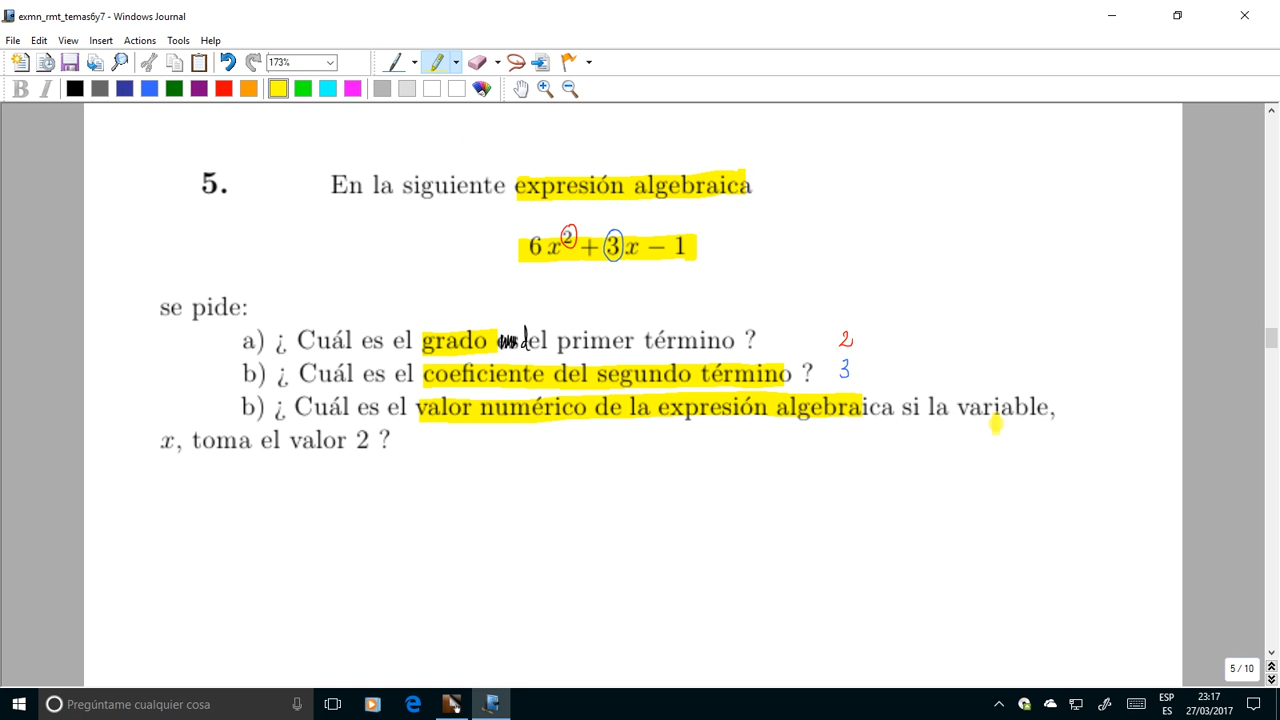 exmn_rmt_temas6y7 - Windows Journal
File Edit View Insert Actions Tools Help
173%
B I
5. En la siguiente expresión algebraica
6 x² + 3 x − 1
se pide:
a) ¿ Cuál es el grado del primer término ? 2
b) ¿ Cuál es el coeficiente del segundo término ? 3
b) ¿ Cuál es el valor numérico de la expresión algebraica si la variable,
x, toma el valor 2 ?
5 / 10
Pregúntame cualquier cosa
ESP 23:17
ES 27/03/2017